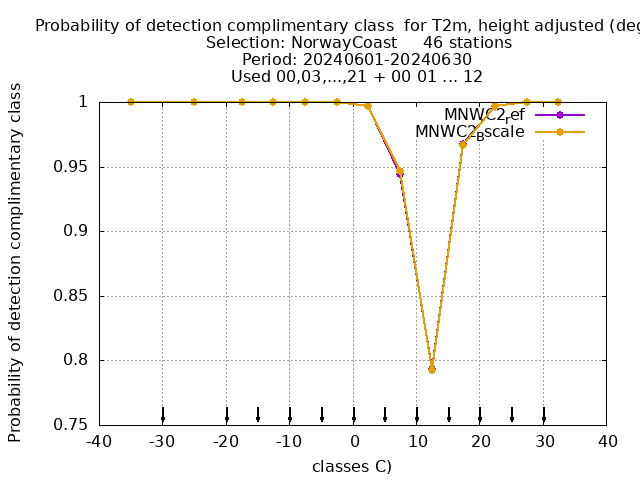 Probability of detection complimentary class  for T2m, height adjusted (deg
Selection: NorwayCoast     46 stations
Period: 20240601-20240630
Used 00,03,...,21 + 00 01 ... 12
MNWC2_ref
MNWC2_Bscale
1
0.95
0.9
0.85
0.8
0.75
-40 -30 -20 -10 0 10 20 30 40
classes C)
Probability of detection complimentary class